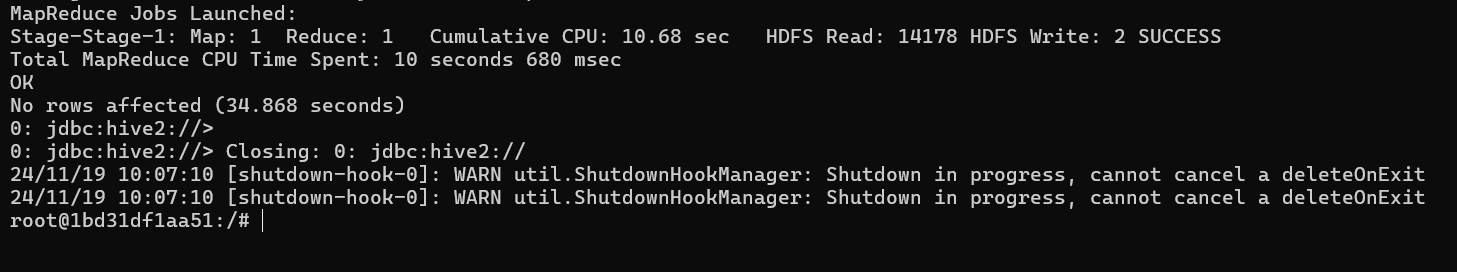 MapReduce Jobs Launched:
Stage-Stage-1: Map: 1  Reduce: 1   Cumulative CPU: 10.68 sec   HDFS Read: 14178 HDFS Write: 2 SUCCESS
Total MapReduce CPU Time Spent: 10 seconds 680 msec
OK
No rows affected (34.868 seconds)
0: jdbc:hive2://>
0: jdbc:hive2://> Closing: 0: jdbc:hive2://
24/11/19 10:07:10 [shutdown-hook-0]: WARN util.ShutdownHookManager: Shutdown in progress, cannot cancel a deleteOnExit
24/11/19 10:07:10 [shutdown-hook-0]: WARN util.ShutdownHookManager: Shutdown in progress, cannot cancel a deleteOnExit
root@1bd31df1aa51:/#